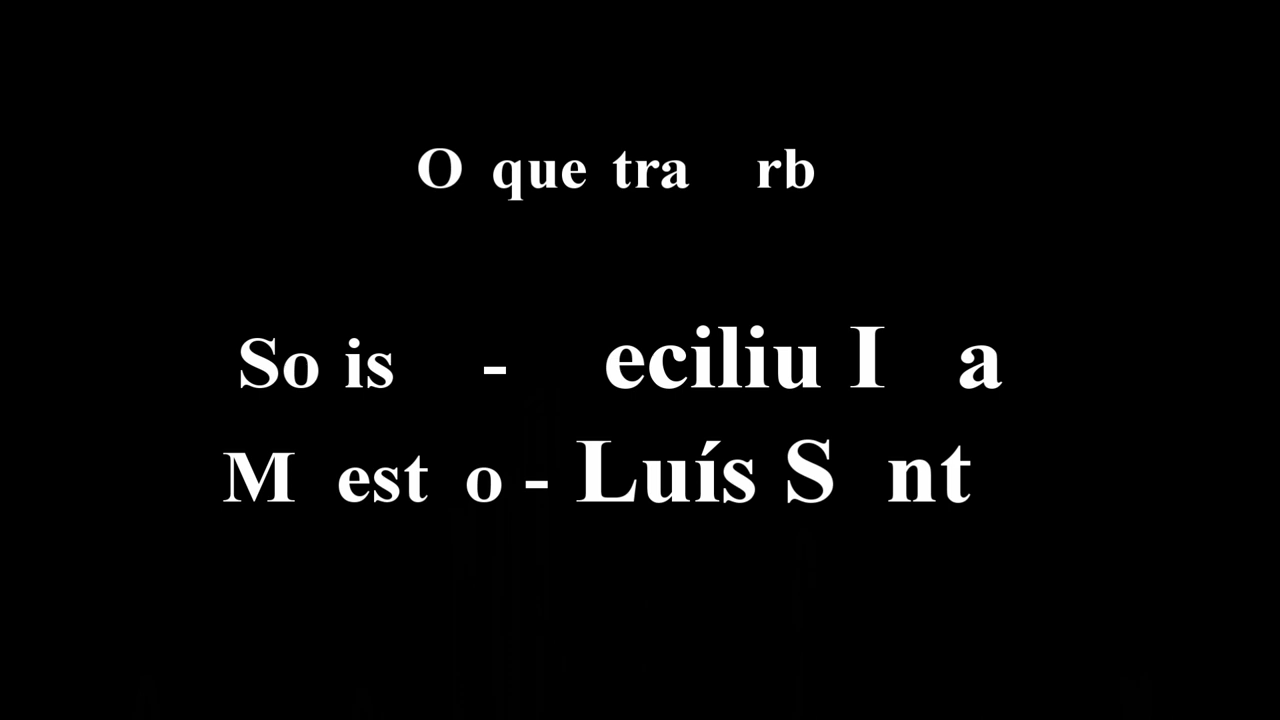 O que tra rb
So is - eciliu I a
M est o - Luís S nt